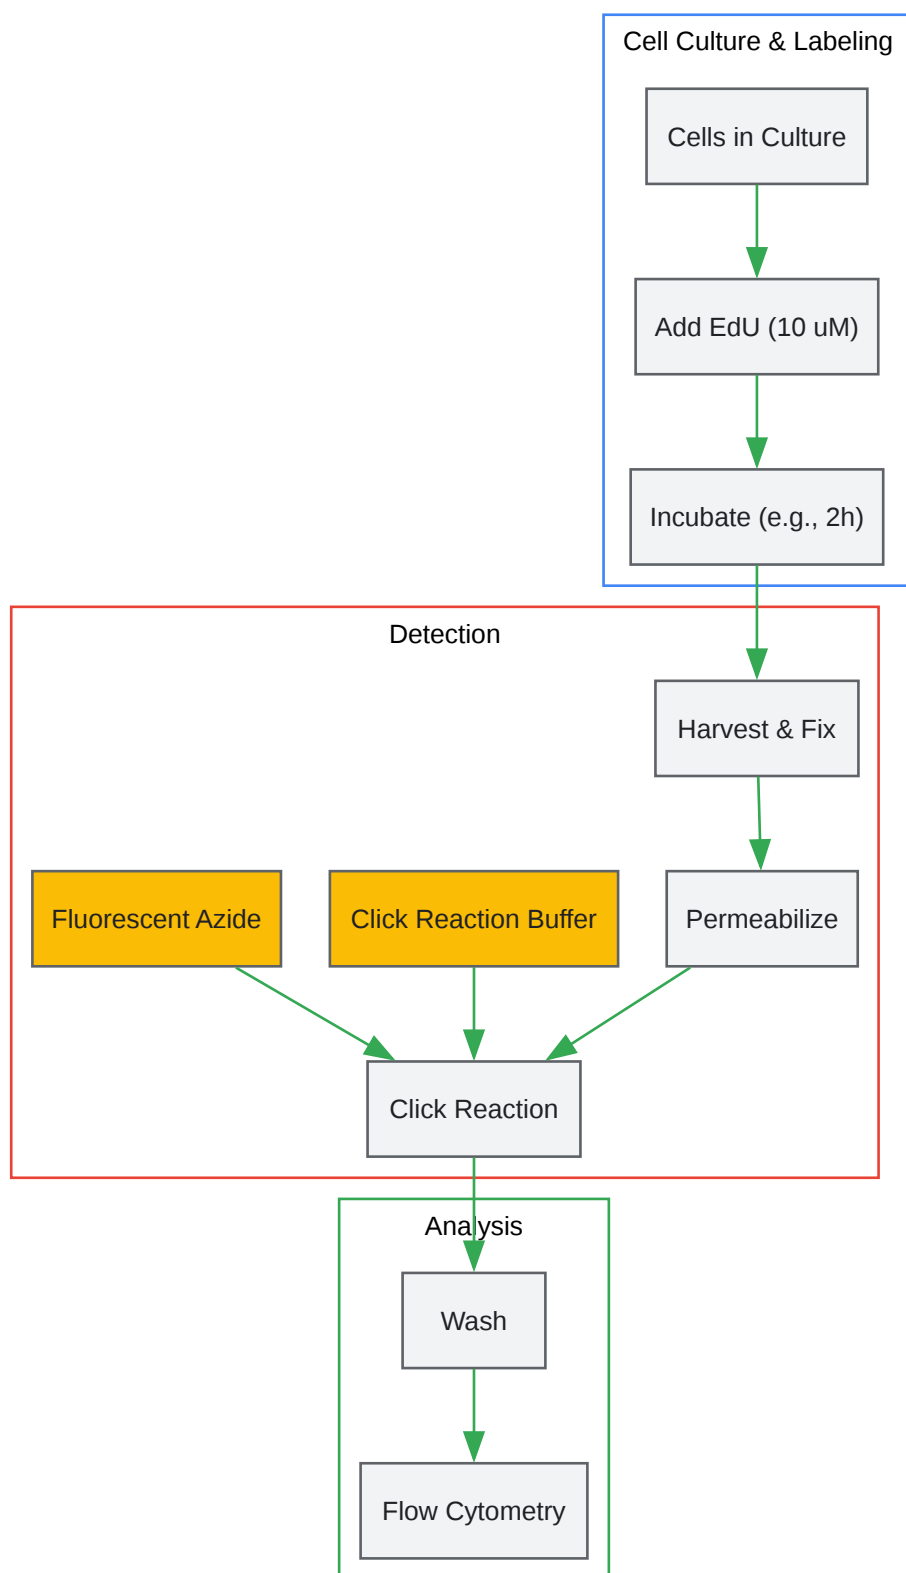 Cell Culture & Labeling
Cells in Culture
Add EdU (10 uM)
Incubate (e.g., 2h)
Detection
Harvest & Fix
Fluorescent Azide
Click Reaction Buffer
Permeabilize
Click Reaction
Analysis
Wash
Flow Cytometry